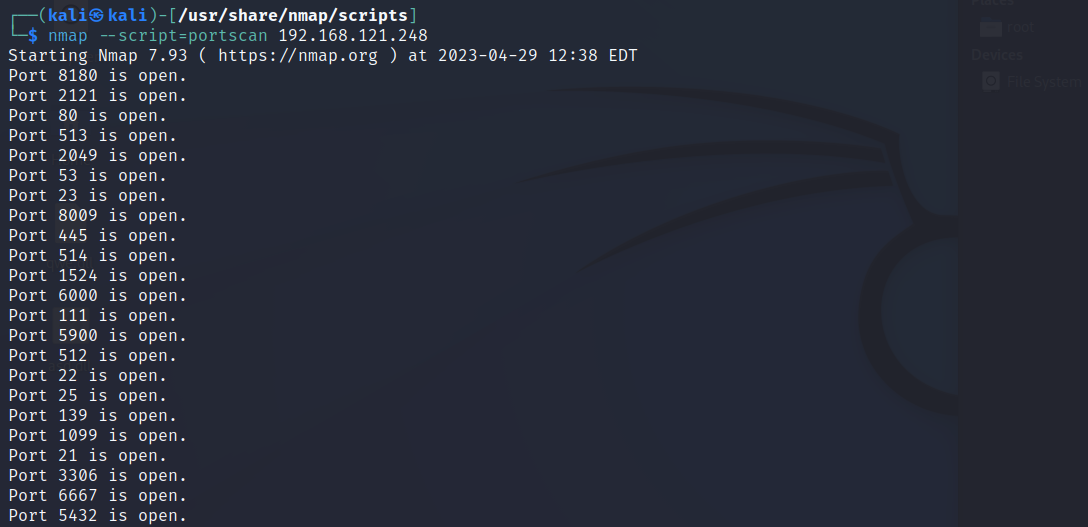 ┌──(kali㉿kali)-[/usr/share/nmap/scripts]
└─$ nmap --script=portscan 192.168.121.248
Starting Nmap 7.93 ( https://nmap.org ) at 2023-04-29 12:38 EDT
Port 8180 is open.
Port 2121 is open.
Port 80 is open.
Port 513 is open.
Port 2049 is open.
Port 53 is open.
Port 23 is open.
Port 8009 is open.
Port 445 is open.
Port 514 is open.
Port 1524 is open.
Port 6000 is open.
Port 111 is open.
Port 5900 is open.
Port 512 is open.
Port 22 is open.
Port 25 is open.
Port 139 is open.
Port 1099 is open.
Port 21 is open.
Port 3306 is open.
Port 6667 is open.
Port 5432 is open.
Places
root
Devices
File System